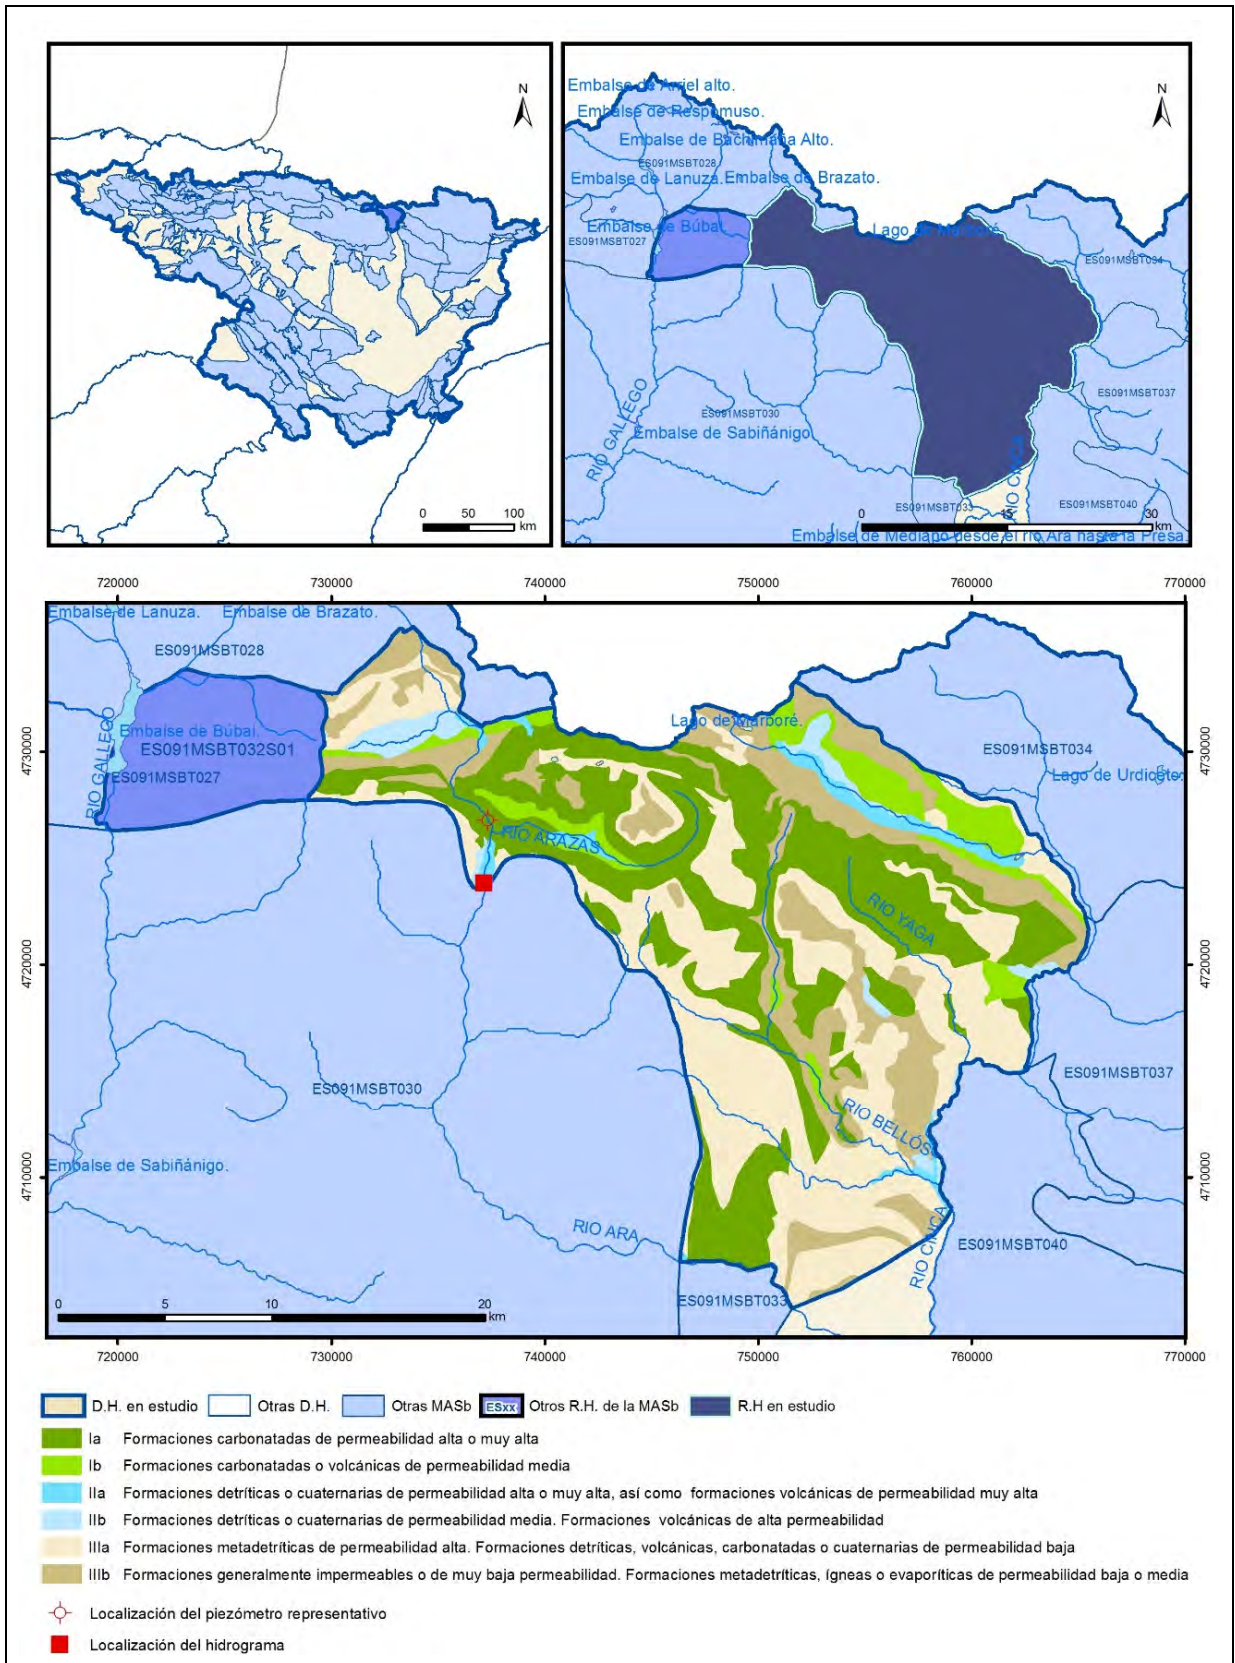 N
0 50 100
km
N
Embalse de Arriel alto.
Embalse de Respomuso.
Embalse de Bachimaña Alto.
ES091MSBT028
Embalse de Lanuza.
Embalse de Brazato.
Embalse de Búbal.
ES091MSBT027
Lago de Marboré.
ES091MSBT034
ES091MSBT037
ES091MSBT030
Embalse de Sabiñánigo.
RIO GALLEGO
RIO CINCA
ES091MSBT033
ES091MSBT040
0 15 30
km
Embalse de Mediano desde el río Ara hasta la Presa.
720000 730000 740000 750000 760000 770000
Embalse de Lanuza.
Embalse de Brazato.
ES091MSBT028
RIO GALLEGO
Embalse de Búbal.
ES091MSBT032S01
ES091MSBT027
Lago de Marboré.
ES091MSBT034
Lago de Urdiceto.
4730000
4730000
RIO ARAZAS
RIO YAGA
4720000
4720000
ES091MSBT030
ES091MSBT037
RIO BELLÓS
Embalse de Sabiñánigo.
4710000
4710000
RIO ARA
RIO CINCA
ES091MSBT040
ES091MSBT033
0 5 10 20
km
720000 730000 740000 750000 760000 770000
D.H. en estudio
Otras D.H.
Otras MASb
ESxx
Otros R.H. de la MASb
R.H en estudio
Ia Formaciones carbonatadas de permeabilidad alta o muy alta
Ib Formaciones carbonatadas o volcánicas de permeabilidad media
IIa Formaciones detríticas o cuaternarias de permeabilidad alta o muy alta, así como formaciones volcánicas de permeabilidad muy alta
IIb Formaciones detríticas o cuaternarias de permeabilidad media. Formaciones volcánicas de alta permeabilidad
IIIa Formaciones metadetríticas de permeabilidad alta. Formaciones detríticas, volcánicas, carbonatadas o cuaternarias de permeabilidad baja
IIIb Formaciones generalmente impermeables o de muy baja permeabilidad. Formaciones metadetríticas, ígneas o evaporíticas de permeabilidad baja o media
Localización del piezómetro representativo
Localización del hidrograma